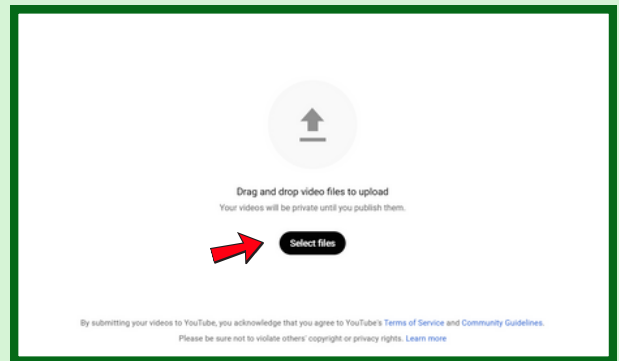 Drag and drop video files to upload
Your videos will be private until you publish them.
Select files
By submitting your videos to YouTube, you acknowledge that you agree to YouTube's Terms of Service and Community Guidelines.
Please be sure not to violate others' copyright or privacy rights. Learn more